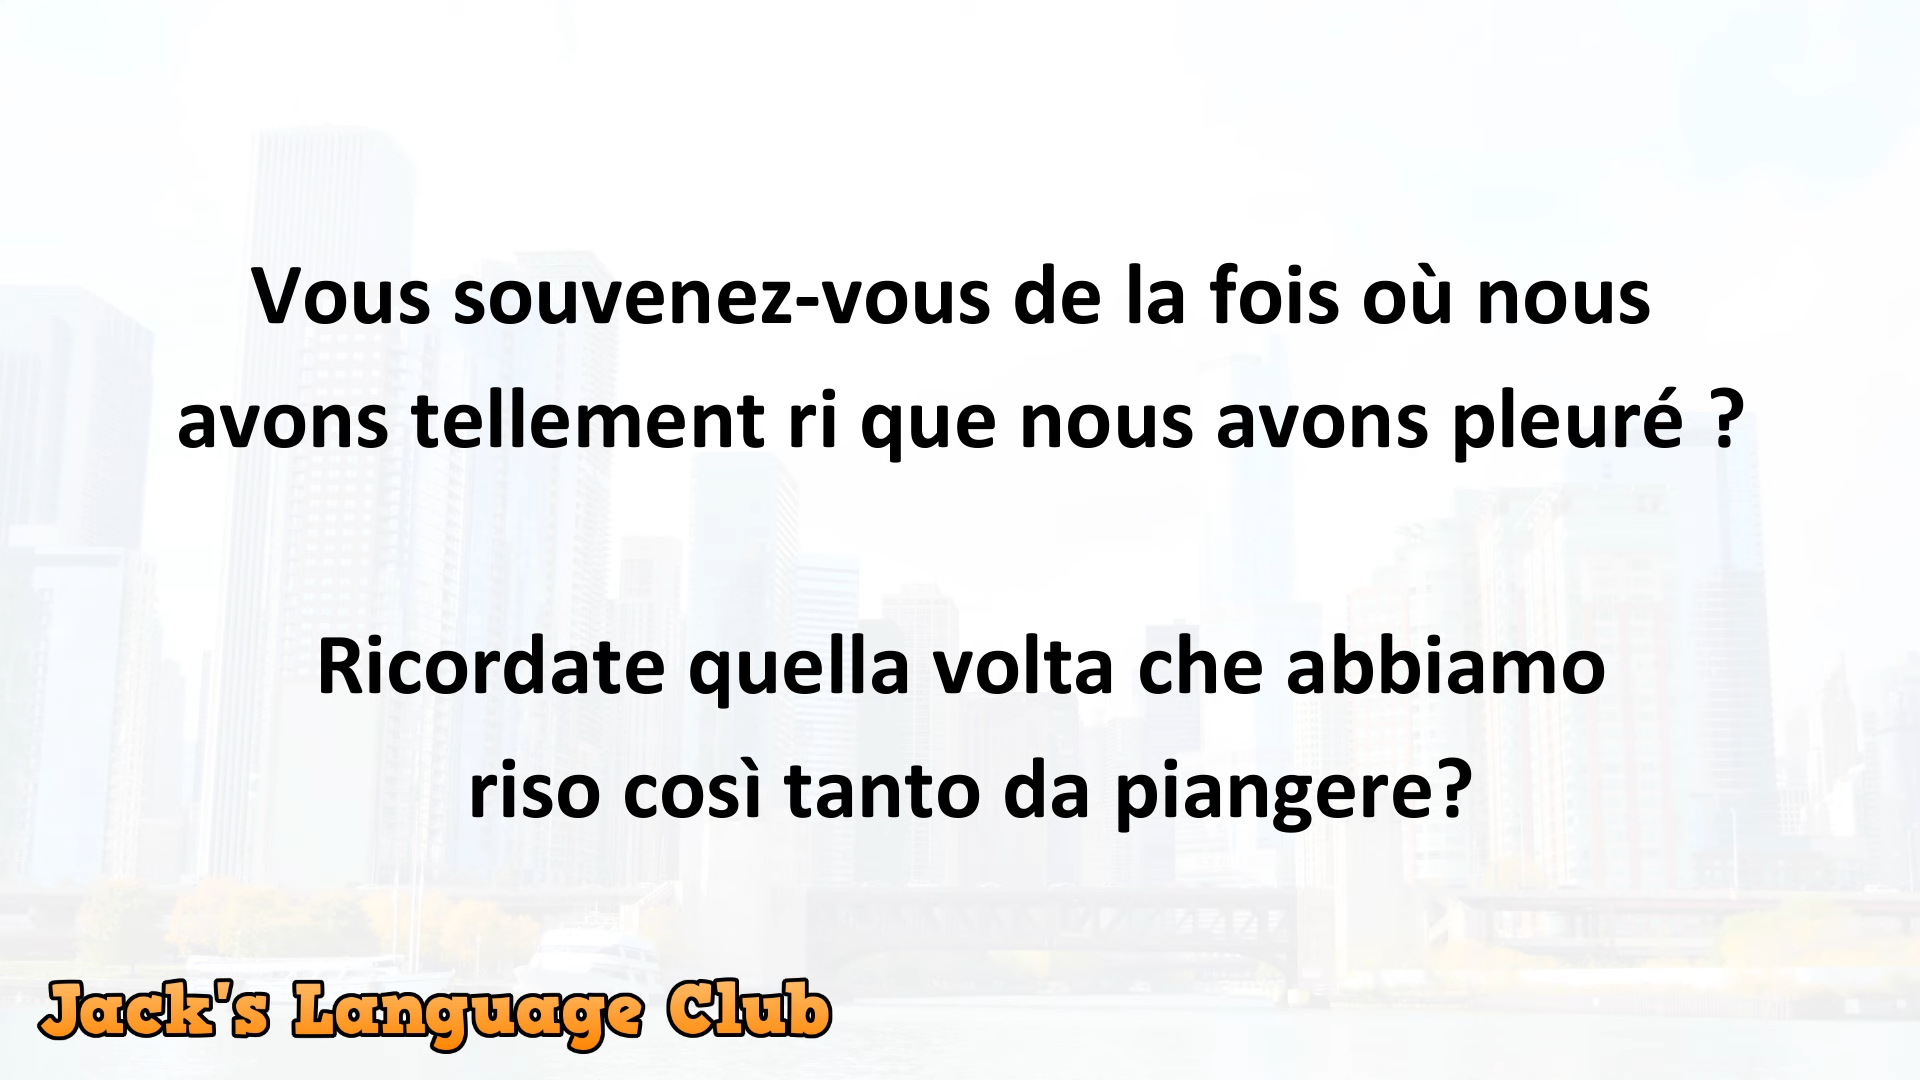 Vous souvenez-vous de la fois où nous
avons tellement ri que nous avons pleuré ?
Ricordate quella volta che abbiamo
riso così tanto da piangere?
Jack's Language Club